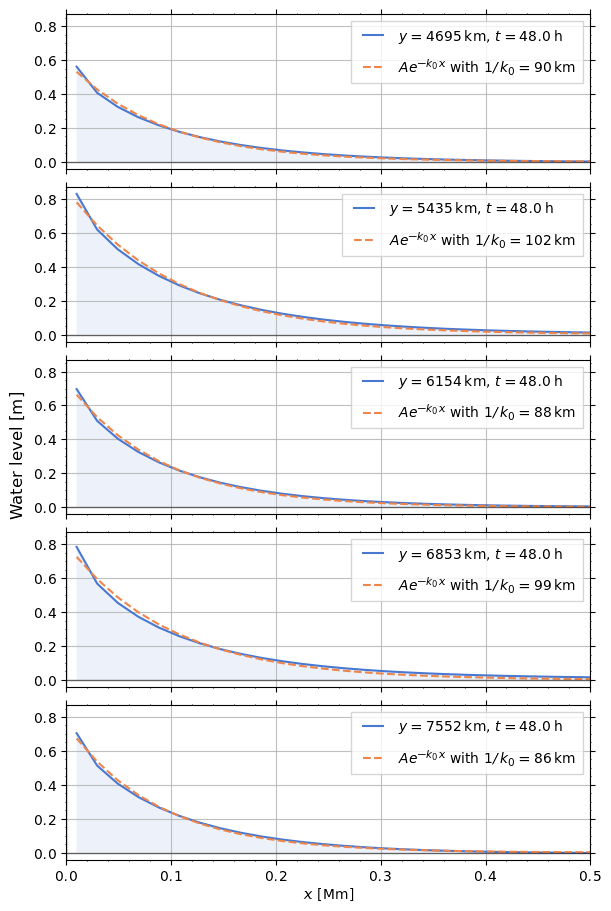 0.8
0.6
0.4
0.2
0.0
y = 4695 km, t = 48.0 h
Ae^{-k_0 x} with 1/k_0 = 90 km
0.8
0.6
0.4
0.2
0.0
y = 5435 km, t = 48.0 h
Ae^{-k_0 x} with 1/k_0 = 102 km
Water level [m]
0.8
0.6
0.4
0.2
0.0
y = 6154 km, t = 48.0 h
Ae^{-k_0 x} with 1/k_0 = 88 km
0.8
0.6
0.4
0.2
0.0
y = 6853 km, t = 48.0 h
Ae^{-k_0 x} with 1/k_0 = 99 km
0.8
0.6
0.4
0.2
0.0
y = 7552 km, t = 48.0 h
Ae^{-k_0 x} with 1/k_0 = 86 km
0.0 0.1 0.2 0.3 0.4 0.5
x [Mm]